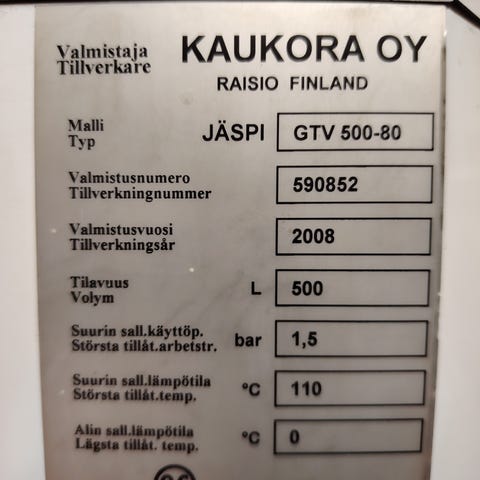 Valmistaja KAUKORA OY
Tillverkare
RAISIO FINLAND
Malli JÄSPI GTV 500-80
Typ
Valmistusnumero 590852
Tillverkningnummer
Valmistusvuosi 2008
Tillverkningsår
Tilavuus L 500
Volym
Suurin sall.käyttöp. bar 1,5
Största tillåt.arbetstr.
Suurin sall.lämpötila °C 110
Största tillåt.temp.
Alin sall.lämpötila °C 0
Lägsta tillåt. temp.